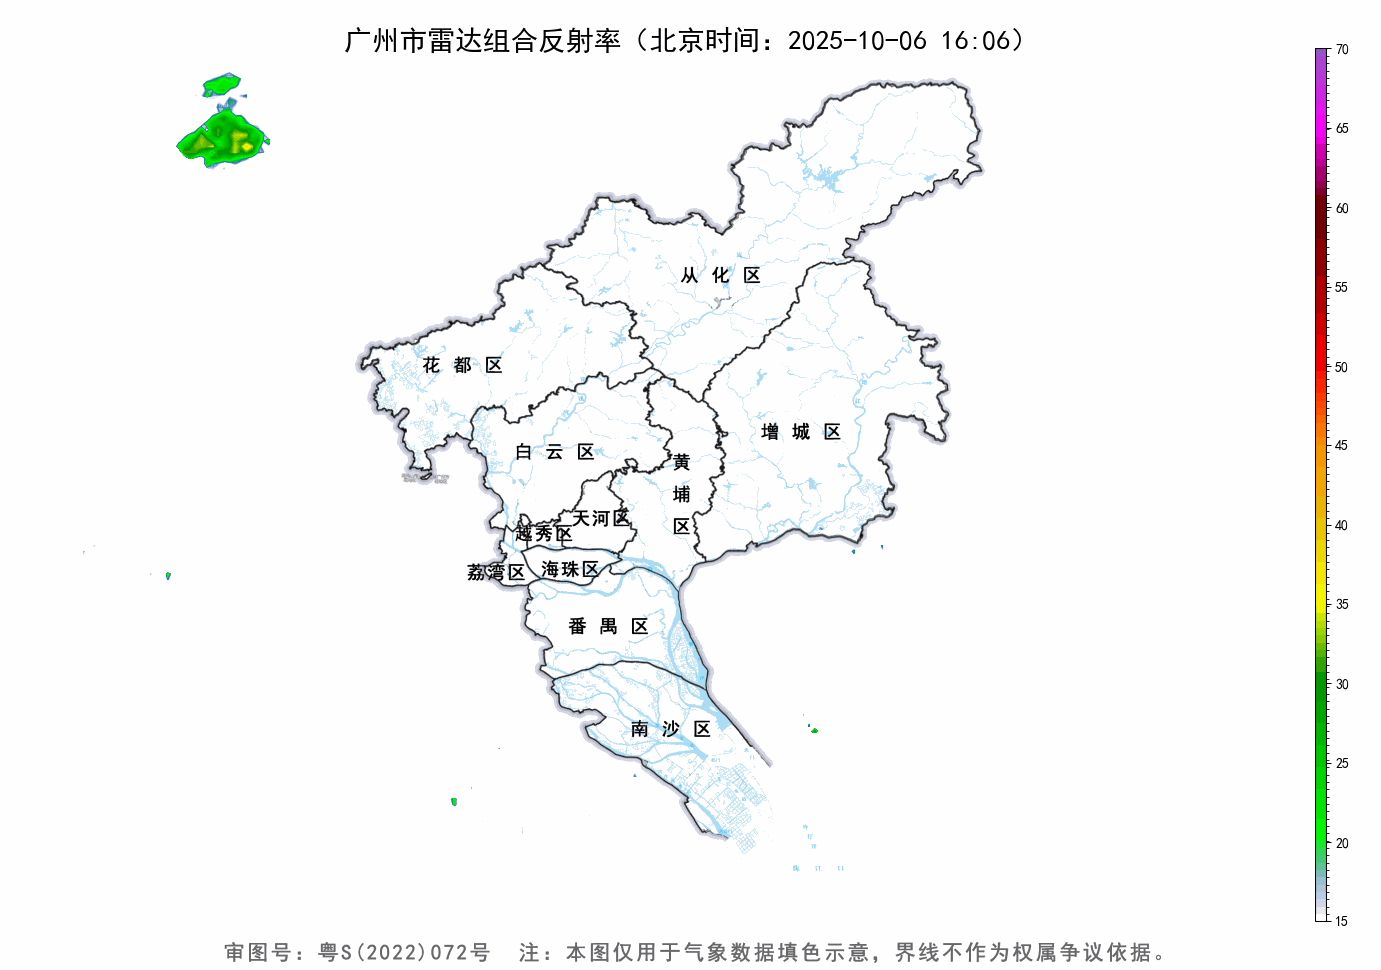 广州市雷达组合反射率（北京时间：2025-10-06 16:06）
70
65
60
55
50
45
40
35
30
25
20
15
从化区
花都区
增城区
白云区
黄埔区
天河区
越秀区
荔湾区
海珠区
番禺区
南沙区
审图号：粤S(2022)072号 注：本图仅用于气象数据填色示意，界线不作为权属争议依据。